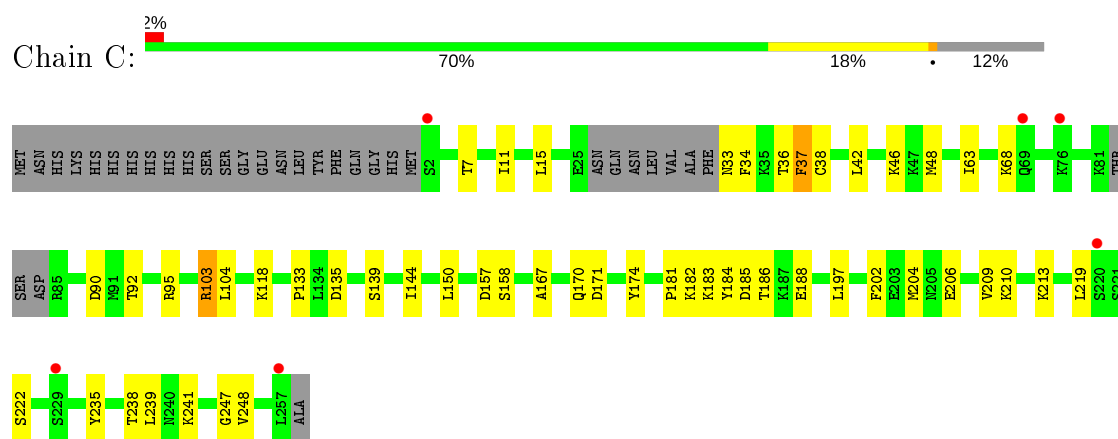 2%
Chain C:
70% 18% • 12%
MET ASN HIS LYS HIS HIS HIS HIS HIS HIS HIS SER SER GLY GLU ASN LEU TYR PHE GLN GLY HIS MET S2 T7 I11 L15 E25 ASN GLN ASN LEU VAL ALA PHE N33 F34 K35 T36 F37 C38 L42 K46 K47 M48 I63 K68 Q69 K76 K81 THR
SER ASP R85 D90 M91 T92 R95 R103 L104 K118 P133 L134 D135 S139 I144 L150 D157 S158 A167 Q170 D171 Y174 P181 K182 K183 Y184 D185 T186 K187 E188 L197 F202 E203 M204 N205 E206 V209 K210 K213 L219 S220 S221
S222 S229 Y235 T238 L239 N240 K241 G247 V248 L257 ALA